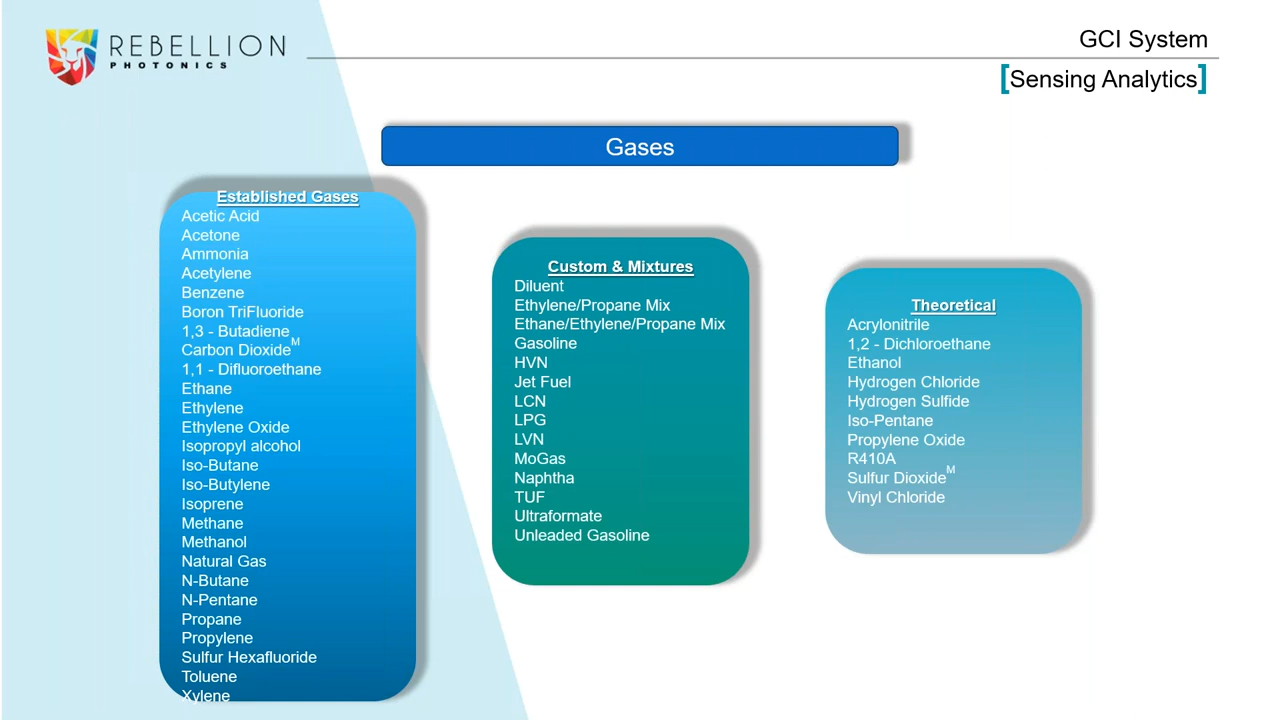 REBELLION
PHOTONICS
GCI System
[Sensing Analytics]
Gases
Established Gases
Acetic Acid
Acetone
Ammonia
Acetylene
Benzene
Boron TriFluoride
1,3 - Butadiene
Carbon DioxideM
1,1 - Difluoroethane
Ethane
Ethylene
Ethylene Oxide
Isopropyl alcohol
Iso-Butane
Iso-Butylene
Isoprene
Methane
Methanol
Natural Gas
N-Butane
N-Pentane
Propane
Propylene
Sulfur Hexafluoride
Toluene
Xylene
Custom & Mixtures
Diluent
Ethylene/Propane Mix
Ethane/Ethylene/Propane Mix
Gasoline
HVN
Jet Fuel
LCN
LPG
LVN
MoGas
Naphtha
TUF
Ultraformate
Unleaded Gasoline
Theoretical
Acrylonitrile
1,2 - Dichloroethane
Ethanol
Hydrogen Chloride
Hydrogen Sulfide
Iso-Pentane
Propylene Oxide
R410A
Sulfur DioxideM
Vinyl Chloride